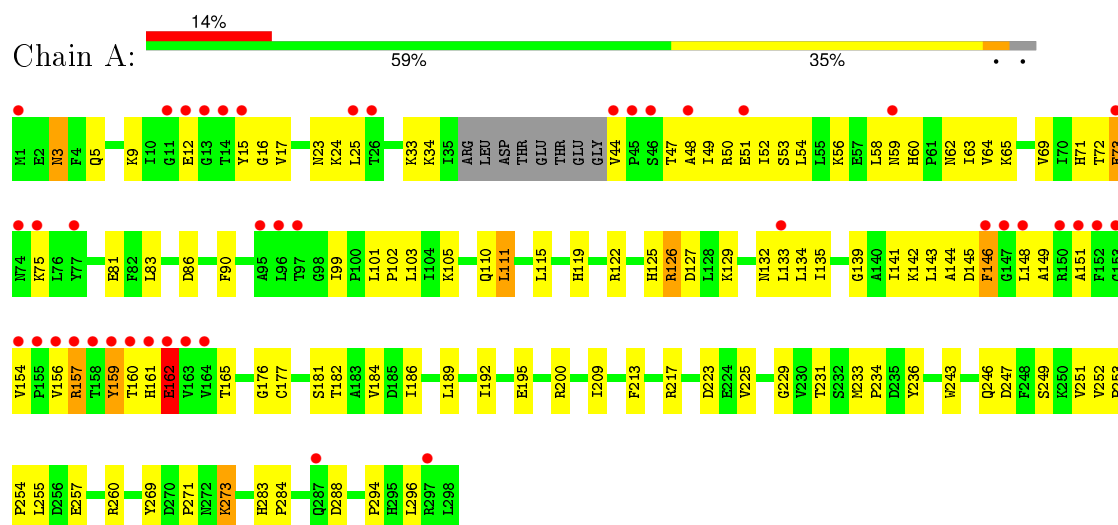 14%
Chain A:
59% 35% • •
M1 E2 N3 F4 Q5 K9 I10 G11 E12 G13 T14 Y15 G16 V17 N23 K24 L25 T26 K33 K34 I35 ARG LEU ASP THR GLU THR GLU GLY V44 P45 S46 T47 A48 I49 R50 E51 I52 S53 L54 L55 K56 E57 L58 N59 H60 P61 N62 I63 V64 K65 V69 I70 H71 T72 E73
N74 K75 L76 Y77 E81 F82 L83 D86 F90 A95 L96 T97 G98 I99 P100 L101 P102 L103 I104 K105 Q110 L111 L115 H119 R122 H125 R126 D127 L128 K129 N132 L133 L134 I135 G139 A140 I141 K142 L143 A144 D145 F146 G147 L148 A149 R150 A151 F152 G153
V154 P155 V156 R157 T158 Y159 T160 H161 E162 V163 V164 T165 G176 C177 S181 T182 A183 V184 D185 I186 L189 I192 E195 R200 I209 F213 R217 D223 E224 V225 G229 V230 T231 S232 M233 P234 D235 Y236 W243 Q246 D247 F248 S249 K250 V251 V252 P253
P254 L255 D256 E257 R260 Y269 D270 P271 N272 K273 H283 P284 Q287 D288 P294 H295 L296 R297 L298